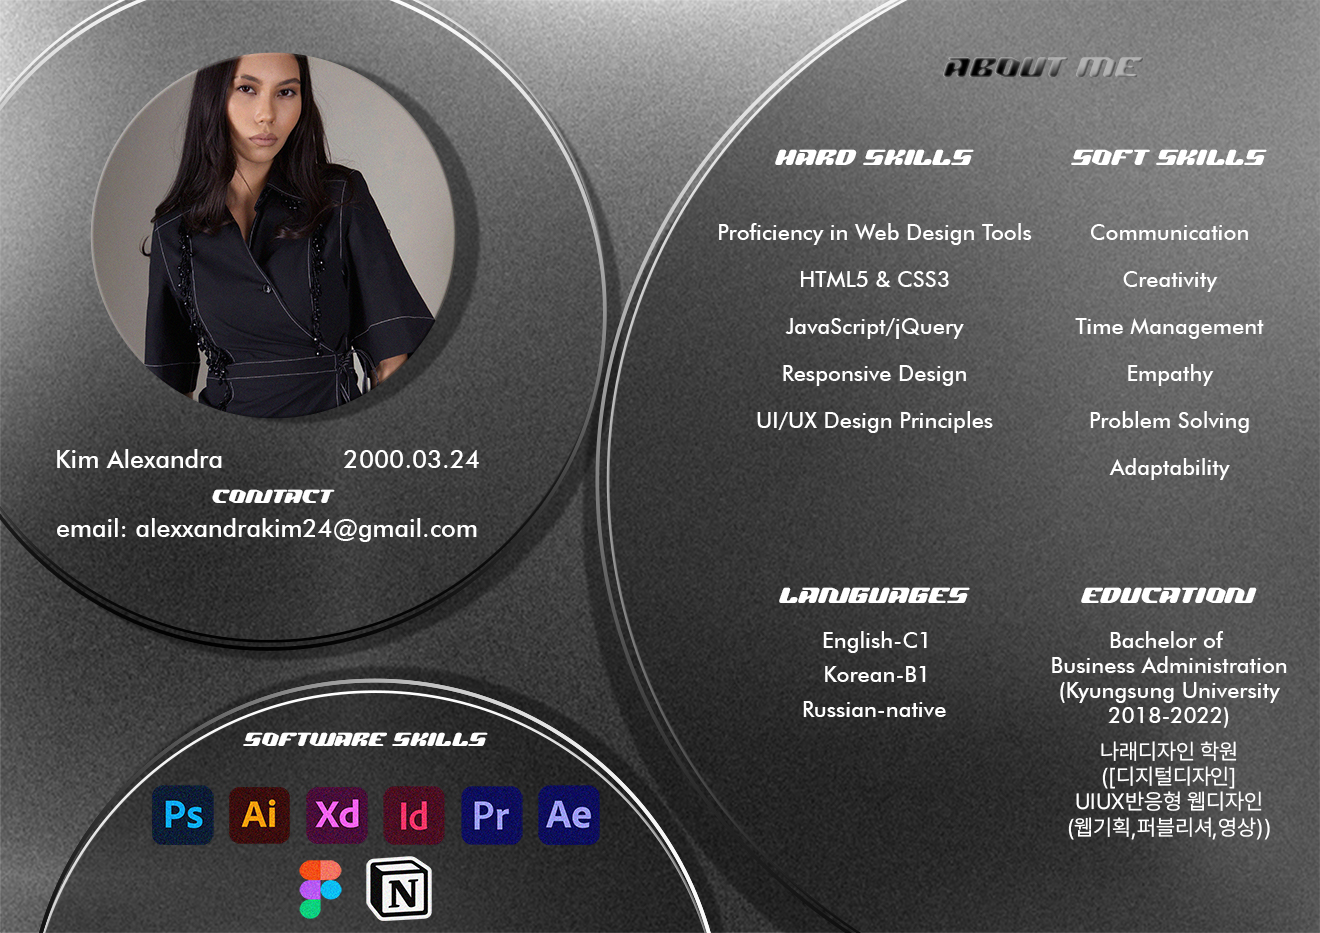 Kim Alexandra
2000.03.24
CONTACT
email: alexxandrakim24@gmail.com
SOFTWARE SKILLS
Ps Ai Xd Id Pr Ae
N
ABOUT ME
HARD SKILLS
Proficiency in Web Design Tools
HTML5 & CSS3
JavaScript/jQuery
Responsive Design
UI/UX Design Principles
SOFT SKILLS
Communication
Creativity
Time Management
Empathy
Problem Solving
Adaptability
LANGUAGES
English-C1
Korean-B1
Russian-native
EDUCATION
Bachelor of
Business Administration
(Kyungsung University
2018-2022)
나래디자인 학원
([디지털디자인]
UIUX반응형 웹디자인
(웹기획,퍼블리셔,영상))